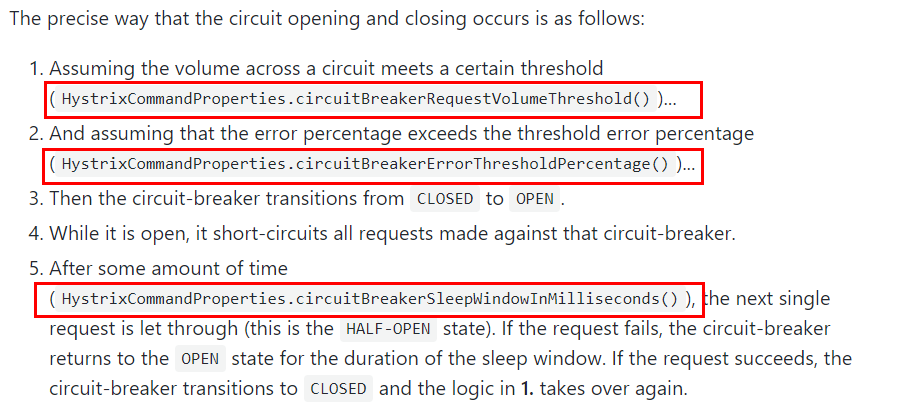 The precise way that the circuit opening and closing occurs is as follows:
1. Assuming the volume across a circuit meets a certain threshold
( HystrixCommandProperties.circuitBreakerRequestVolumeThreshold() )...
2. And assuming that the error percentage exceeds the threshold error percentage
( HystrixCommandProperties.circuitBreakerErrorThresholdPercentage() )...
3. Then the circuit-breaker transitions from CLOSED to OPEN .
4. While it is open, it short-circuits all requests made against that circuit-breaker.
5. After some amount of time
( HystrixCommandProperties.circuitBreakerSleepWindowInMilliseconds() ), the next single
request is let through (this is the HALF-OPEN state). If the request fails, the circuit-breaker
returns to the OPEN state for the duration of the sleep window. If the request succeeds, the
circuit-breaker transitions to CLOSED and the logic in 1. takes over again.